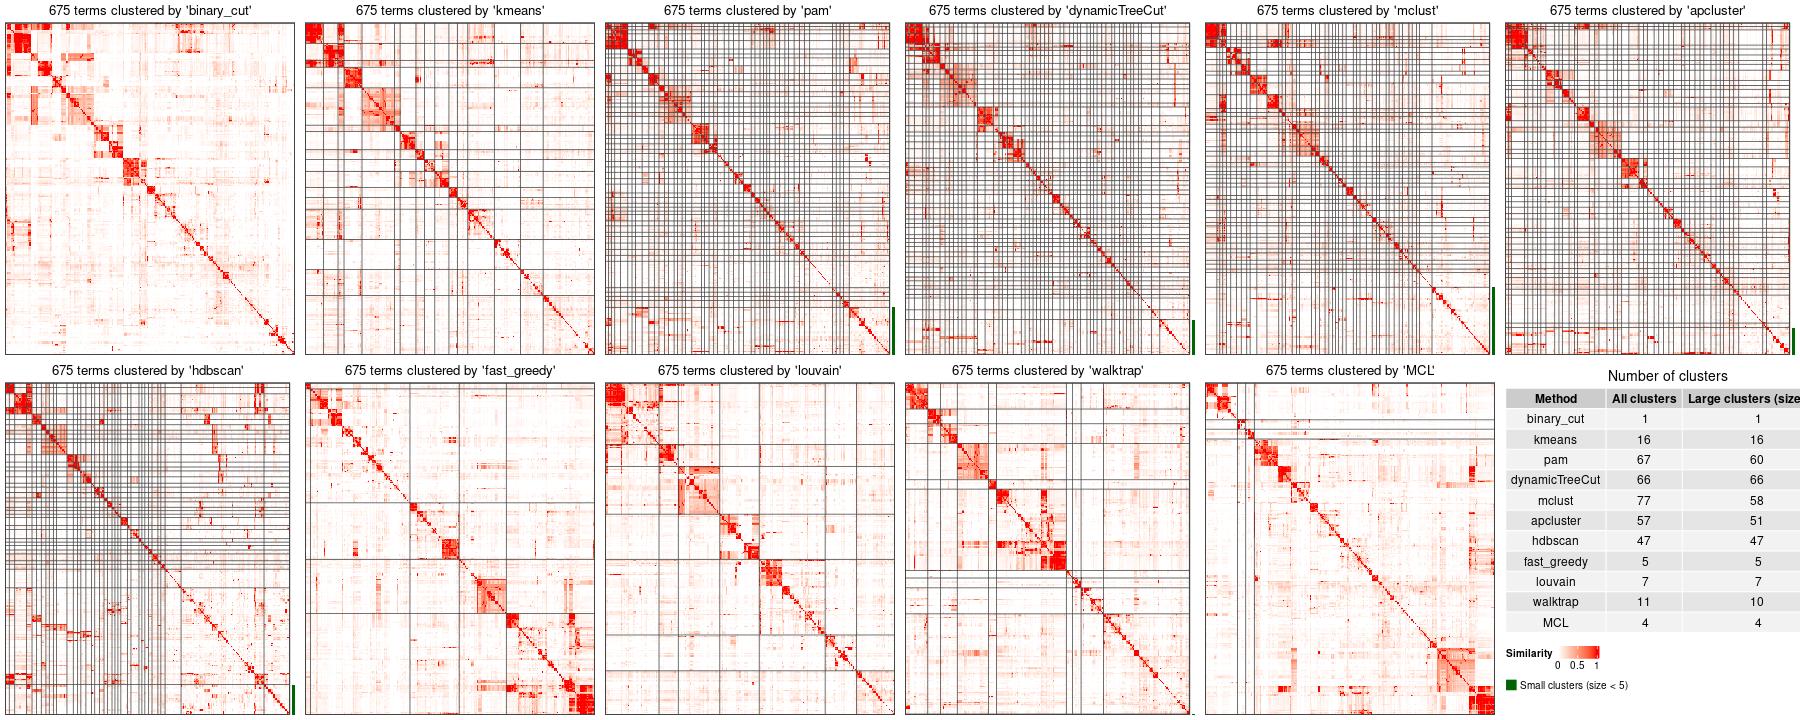 675 terms clustered by 'binary_cut'
675 terms clustered by 'kmeans'
675 terms clustered by 'pam'
675 terms clustered by 'dynamicTreeCut'
675 terms clustered by 'mclust'
675 terms clustered by 'apcluster'
675 terms clustered by 'hdbscan'
675 terms clustered by 'fast_greedy'
675 terms clustered by 'louvain'
675 terms clustered by 'walktrap'
675 terms clustered by 'MCL'
Number of clusters
Method All clusters Large clusters (size
binary_cut 1 1
kmeans 16 16
pam 67 60
dynamicTreeCut 66 66
mclust 77 58
apcluster 57 51
hdbscan 47 47
fast_greedy 5 5
louvain 7 7
walktrap 11 10
MCL 4 4
Similarity
0 0.5 1
Small clusters (size < 5)